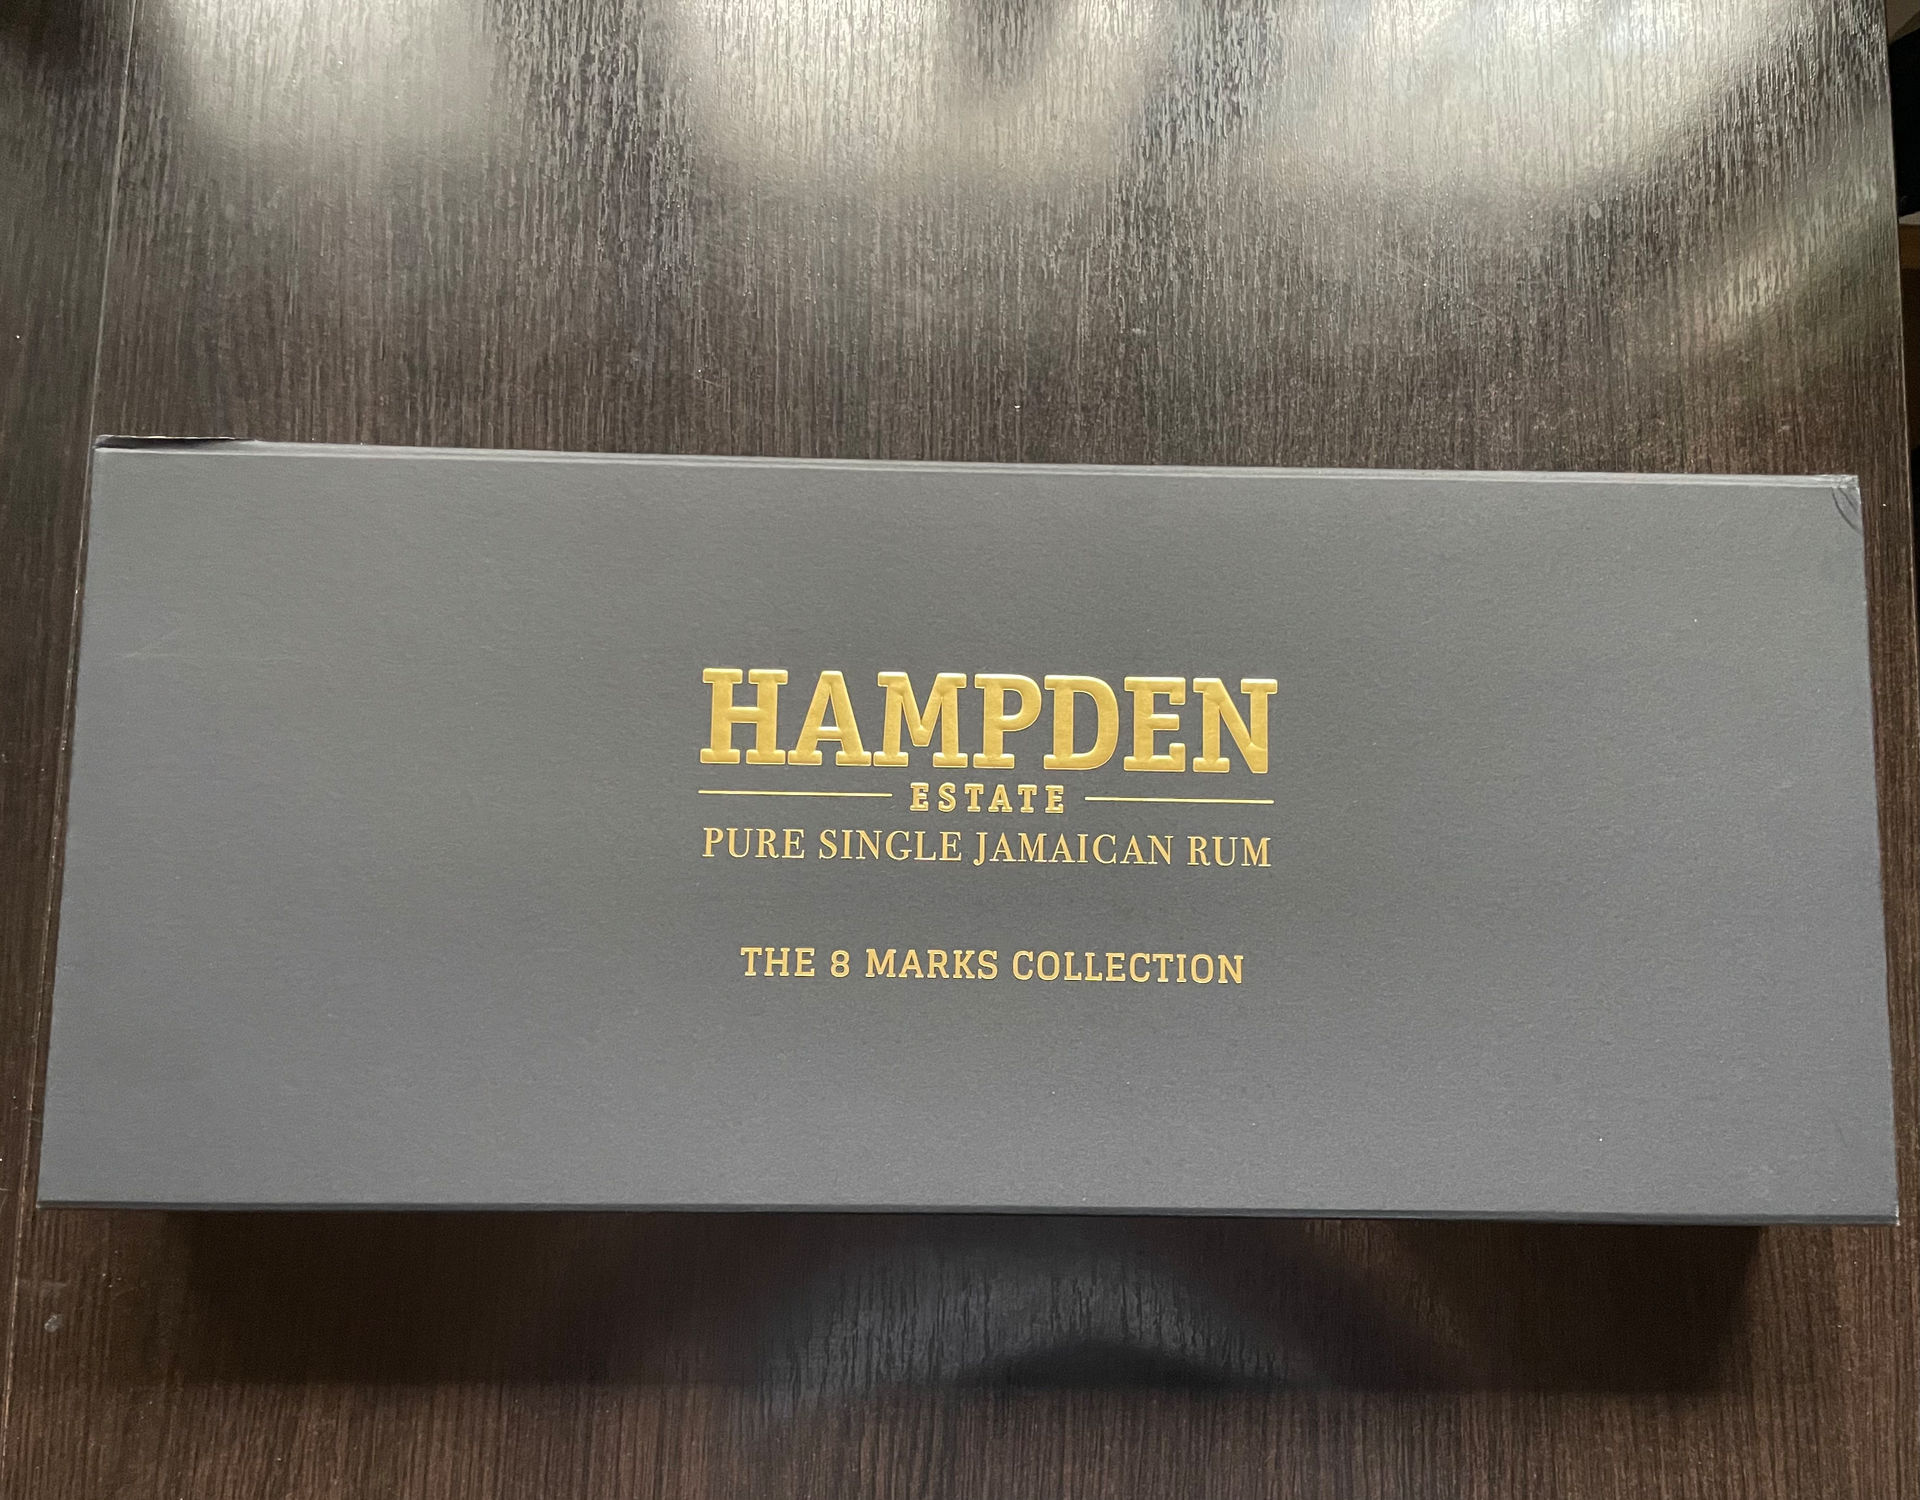 HAMPDEN
ESTATE
PURE SINGLE JAMAICAN RUM
THE 8 MARKS COLLECTION